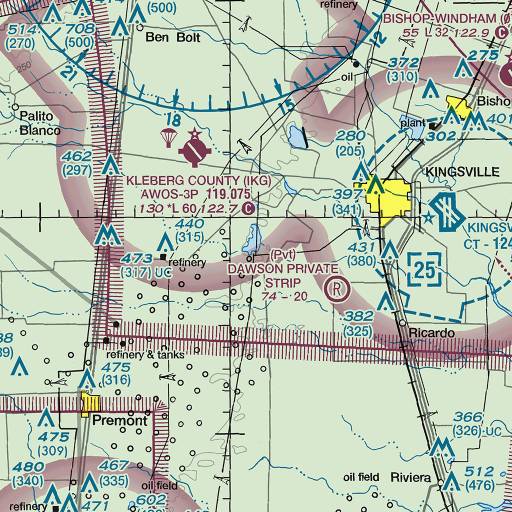 514
(270)
708
(500)
(500)
Ben Bolt
refinery
BISHOP-WINDHAM
55 L 32 122.9 C
21
250
18
15
12
oil
372
(310)
275
Palito
Blanco
plant
302
401
462
(297)
280
(205)
KINGSVILLE
KLEBERG COUNTY (IKG)
AWOS-3P 119.075
130 *L 60 122.7 C
397
(341)
440
(315)
473
(317) UC
refinery
431
(380)
CT - 124
(Pvt)
DAWSON PRIVATE
STRIP
74 - 20
R
25
382
(325)
Ricardo
refinery & tanks
475
(316)
Premont
475
(309)
366
(326) UC
480
(340)
467
(335)
oil field
602
471
refinery
oil field
Riviera
512
(476)